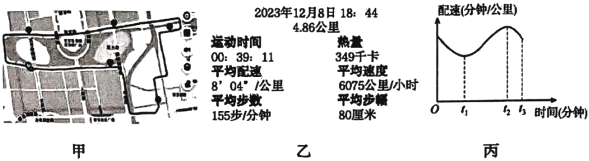 2023年12月8日 18：44
4.86公里
运动时间 热量
00：39：11 349千卡
平均配速 平均速度
8′04″/公里 6075公里/小时
平均步数 平均步幅
155步/分钟 80厘米
配速(分钟/公里)
O t₁ t₂ t₃ 时间(分钟)
甲 乙 丙